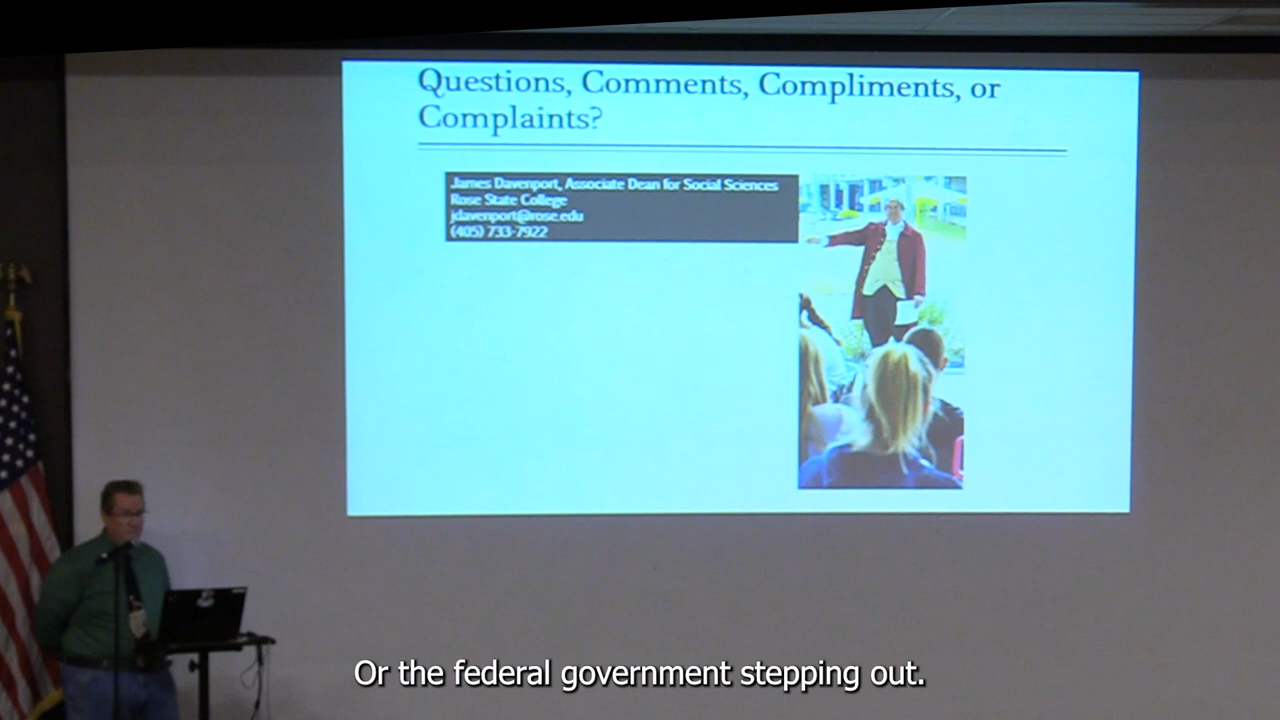 Questions, Comments, Compliments, or
Complaints?
James Davenport, Associate Dean for Social Sciences
Rose State College
jdavenport@rose.edu
(405) 733-7922
Or the federal government stepping out.